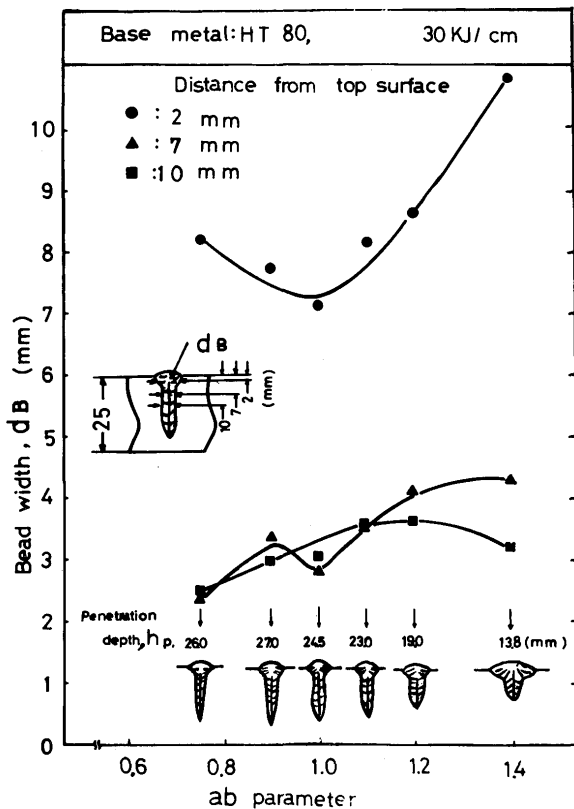 Base metal: HT 80, 30 KJ/ cm
Distance from top surface
● : 2 mm
▲ : 7 mm
■ :10 mm
10
9
8
7
6
5
4
3
2
1
0
Bead width, dB (mm)
dB
25
10
7
2
(mm)
Penetration
depth, hp. 26.0 27.0 24.5 23.0 19.0 13.8 (mm)
0.6 0.8 1.0 1.2 1.4
ab parameter